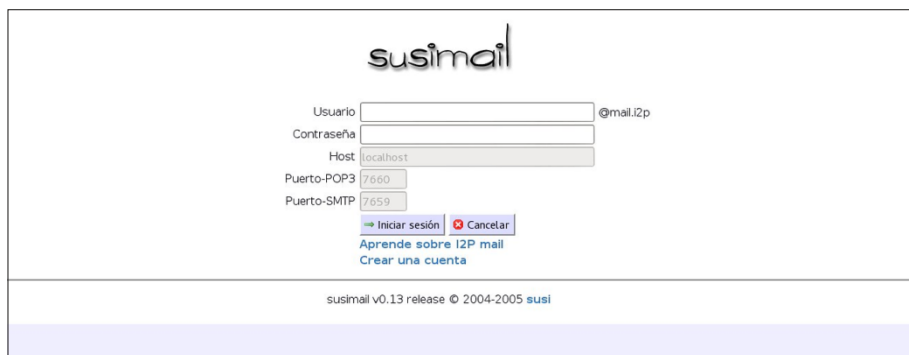 susimail
Usuario @mail.i2p
Contraseña
Host localhost
Puerto-POP3 7660
Puerto-SMTP 7659
⇒ Iniciar sesión Cancelar
Aprende sobre I2P mail
Crear una cuenta
susimail v0.13 release © 2004-2005 susi